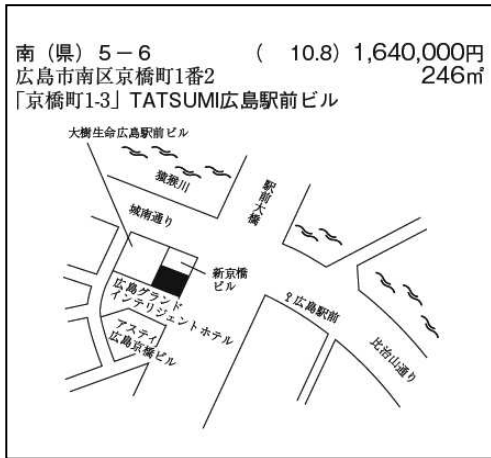 南（県）５－６　（　10.8）1,640,000円
広島市南区京橋町1番2　246㎡
「京橋町1-3」TATSUMI広島駅前ビル
大樹生命広島駅前ビル
猿猴川
駅前大橋
城南通り
新京橋
ビル
広島グランド
インテリジェントホテル
広島駅前
アスティ
広島京橋ビル
比治山通り